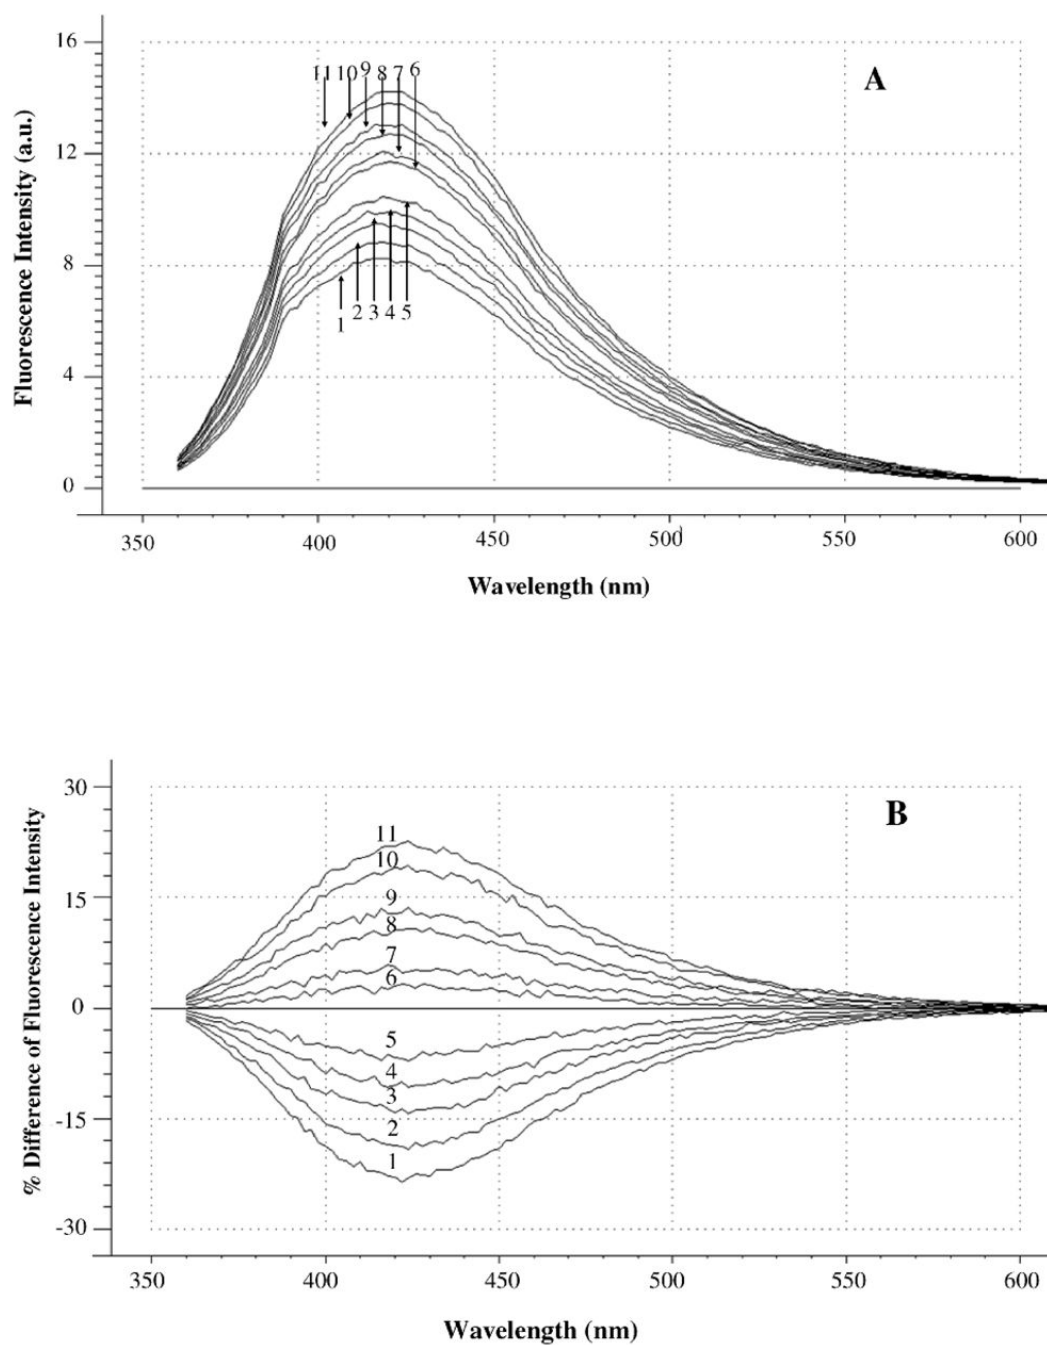 A
Fluorescence Intensity (a.u.)
16
12
8
4
0
11 10 9 8 7 6
1 2 3 4 5
350 400 450 500 550 600
Wavelength (nm)
B
% Difference of Fluorescence Intensity
30
15
0
-15
-30
11
10
9
8
7
6
5
4
3
2
1
350 400 450 500 550 600
Wavelength (nm)